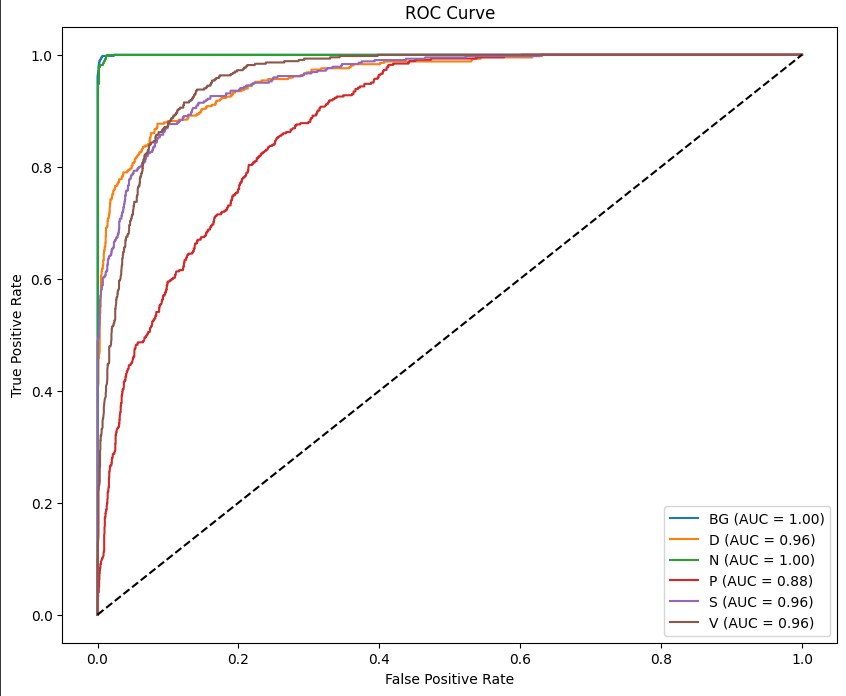 ROC Curve
True Positive Rate
1.0
0.8
0.6
0.4
0.2
0.0
BG (AUC = 1.00)
D (AUC = 0.96)
N (AUC = 1.00)
P (AUC = 0.88)
S (AUC = 0.96)
V (AUC = 0.96)
0.0 0.2 0.4 0.6 0.8 1.0
False Positive Rate